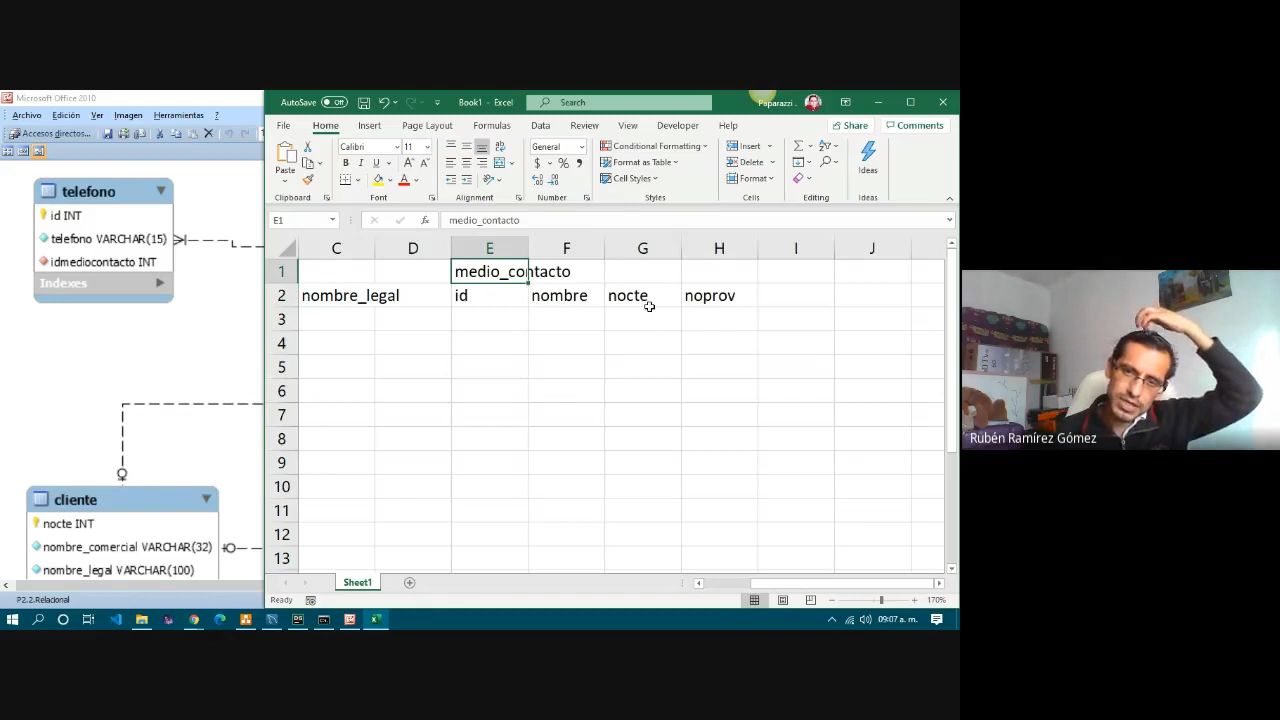 Microsoft Office 2010
Archivo Edición Ver Imagen Herramientas
Accesos directos...
telefono
id INT
telefono VARCHAR(15)
idmediocontacto INT
Indexes
cliente
nocte INT
nombre_comercial VARCHAR(32)
nombre_legal VARCHAR(100)
P2.2.Relacional
AutoSave Off
Book1 - Excel
Search
Paparazzi .
File Home Insert Page Layout Formulas Data Review View Developer Help
Share Comments
Paste
Clipboard
Calibri 11
B I U
Font
Alignment
General
Number
Conditional Formatting
Format as Table
Cell Styles
Styles
Insert
Delete
Format
Cells
Editing
Ideas
Ideas
E1
fx
medio_contacto
C D E F G H I J
1 medio_contacto
2 nombre_legal id nombre nocte noprov
3
4
5
6
7
8
9
10
11
12
13
Sheet1
Ready
170%
09:07 a. m.
Rubén Ramírez Gómez